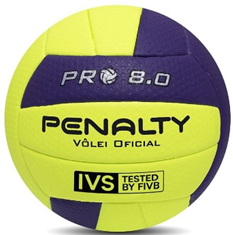 PRO 8.0
PENALTY
VÔLEI OFICIAL
IVS TESTED
BY FIVB